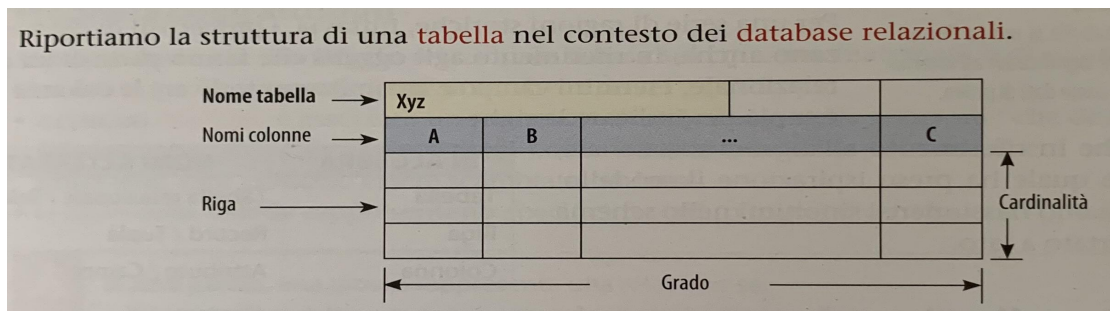 Riportiamo la struttura di una tabella nel contesto dei database relazionali.
Nome tabella Xyz
Nomi colonne A B ... C
Riga Cardinalità
Grado